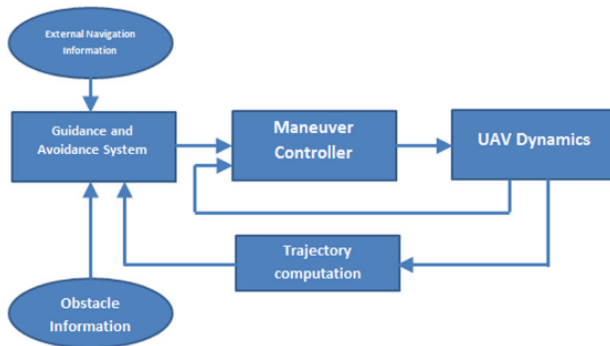 External Navigation
Information
Guidance and
Avoidance System
Maneuver
Controller
UAV Dynamics
Trajectory
computation
Obstacle
Information